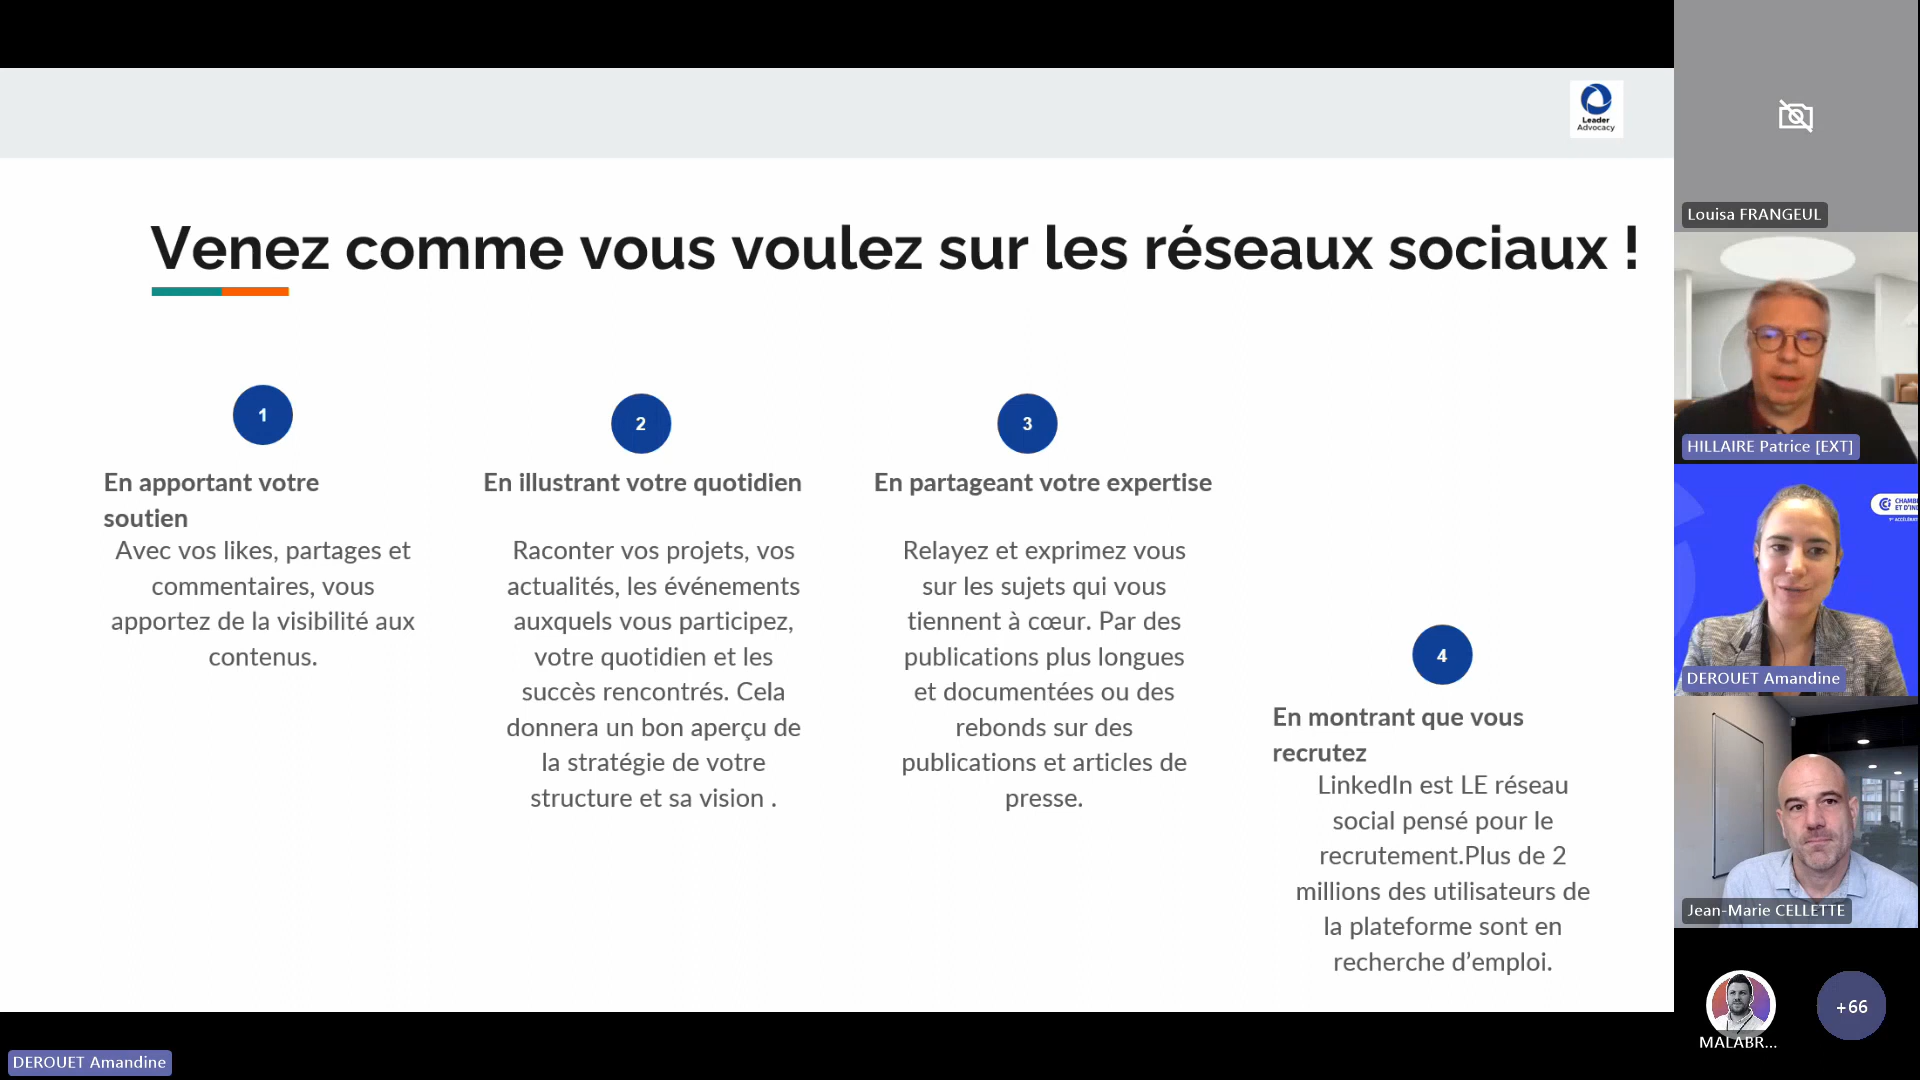 Leader
Advocacy
Venez comme vous voulez sur les réseaux sociaux !
1
En apportant votre
soutien
Avec vos likes, partages et
commentaires, vous
apportez de la visibilité aux
contenus.
2
En illustrant votre quotidien
Raconter vos projets, vos
actualités, les événements
auxquels vous participez,
votre quotidien et les
succès rencontrés. Cela
donnera un bon aperçu de
la stratégie de votre
structure et sa vision .
3
En partageant votre expertise
Relayez et exprimez vous
sur les sujets qui vous
tiennent à cœur. Par des
publications plus longues
et documentées ou des
rebonds sur des
publications et articles de
presse.
4
En montrant que vous
recrutez
LinkedIn est LE réseau
social pensé pour le
recrutement.Plus de 2
millions des utilisateurs de
la plateforme sont en
recherche d’emploi.
Louisa FRANGEUL
HILLAIRE Patrice [EXT]
CCI
CHAMB
ET D'IN
DEROUET Amandine
Jean-Marie CELLETTE
MALABR...
+66
DEROUET Amandine